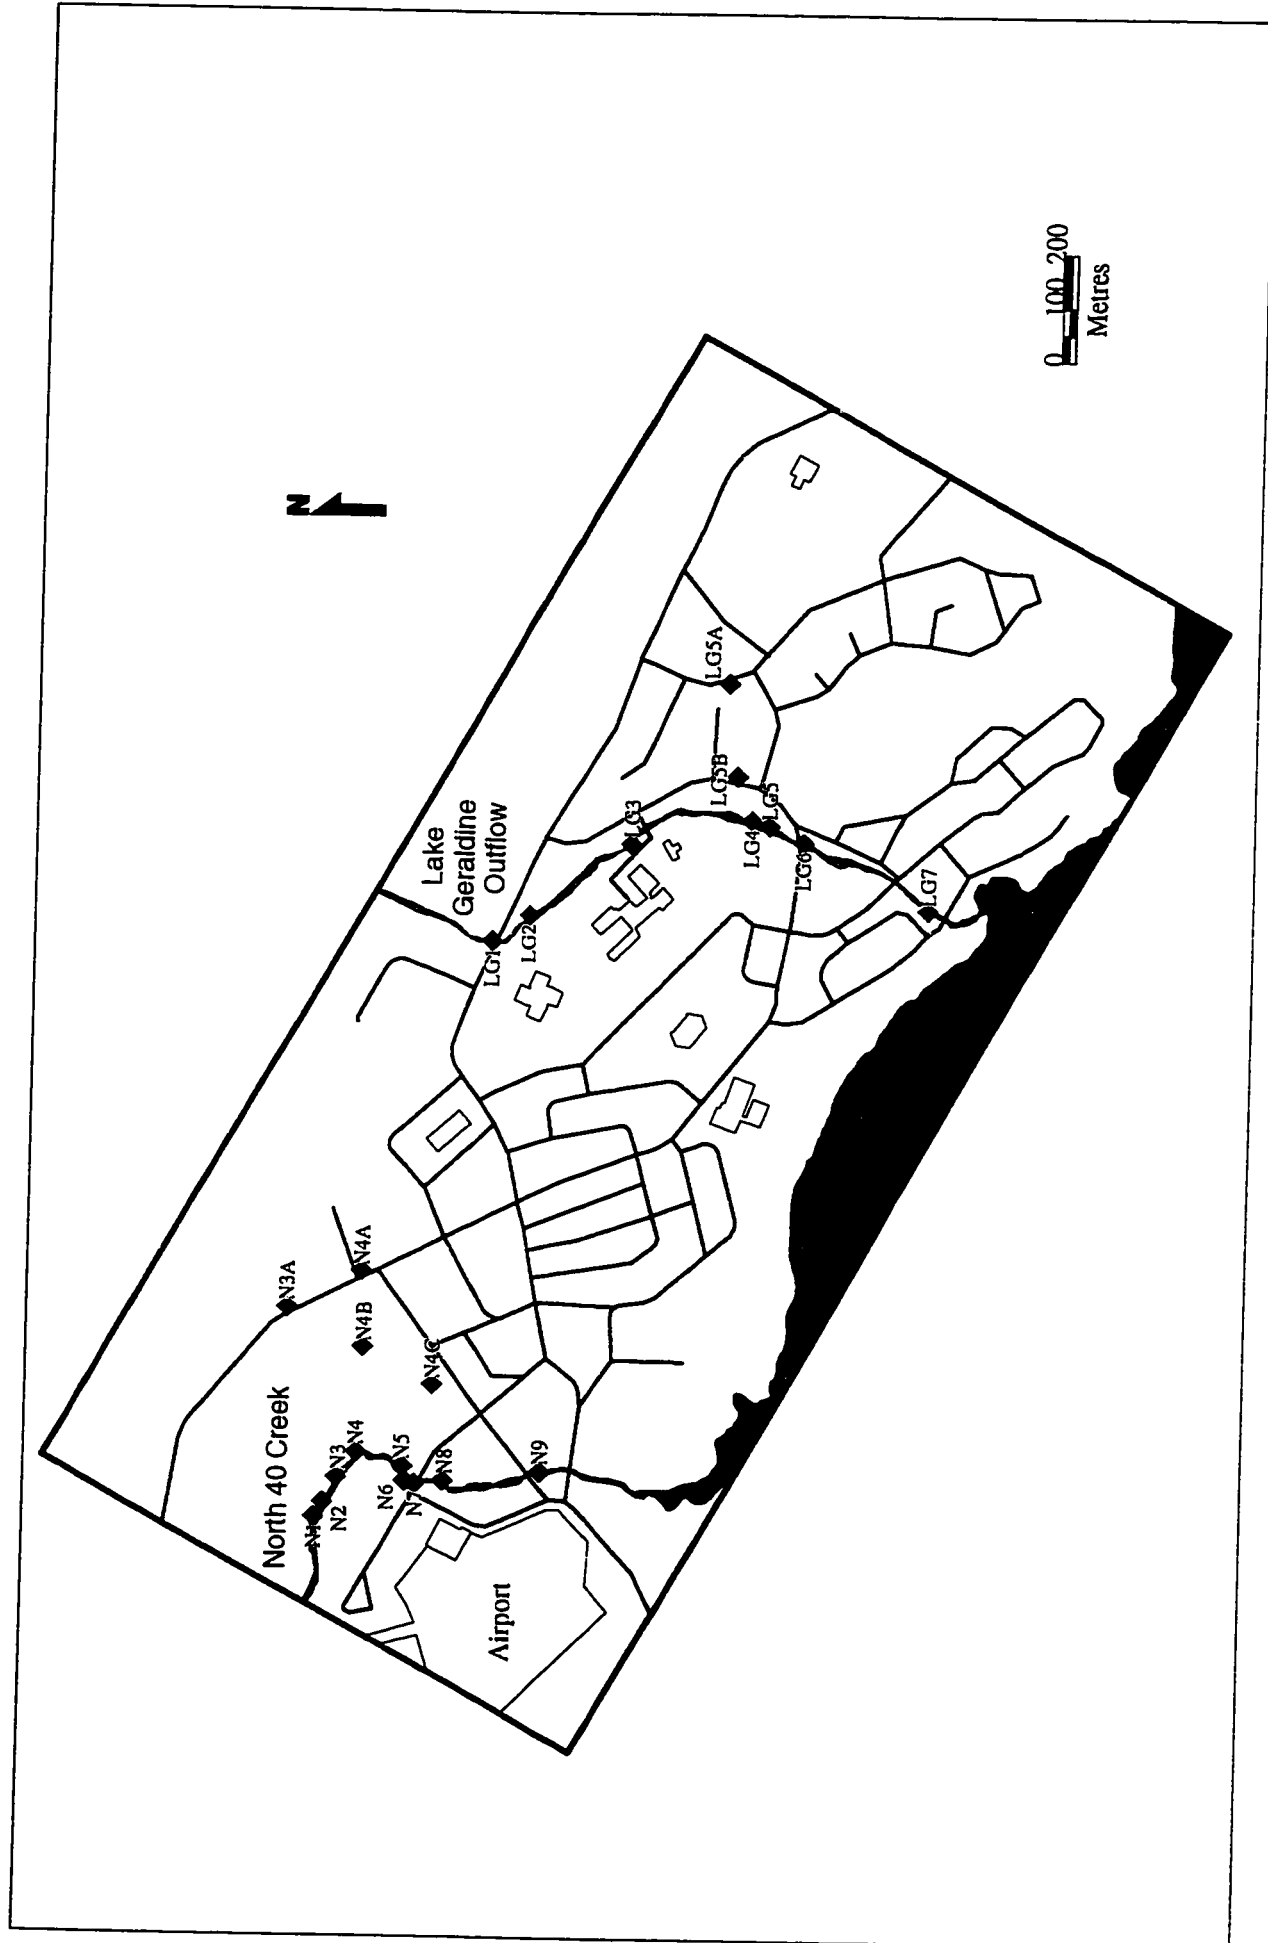 N
North 40 Creek
N3A
N4A
N4B
N4C
N1
N2
N3
N4
N5
N6
N7
N8
N9
Airport
Lake
Geraldine
Outflow
LG1
LG2
LG3
LG4
LG5
LG5A
LG5B
LG6
LG7
0 100 200
Metres